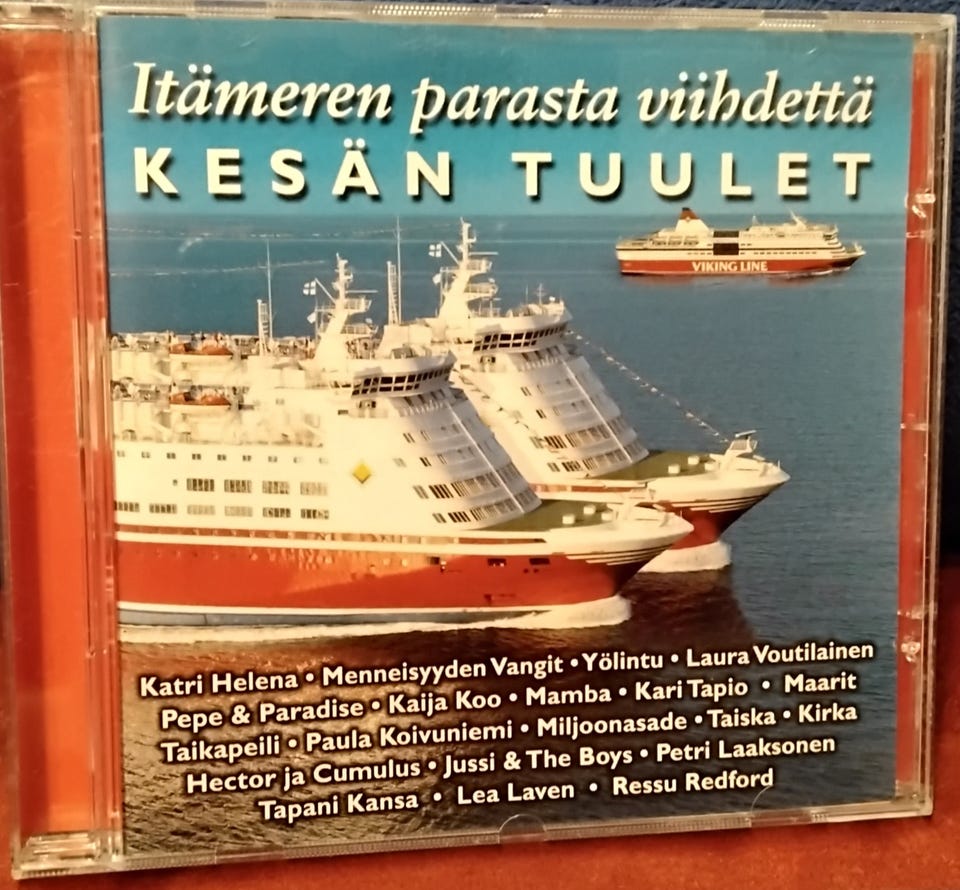 Itämeren parasta viihdettä
KESÄN TUULET
VIKING LINE
Katri Helena • Menneisyyden Vangit • Yölintu • Laura Voutilainen
Pepe & Paradise • Kaija Koo • Mamba • Kari Tapio • Maarit
Taikapeili • Paula Koivuniemi • Miljoonasade • Taiska • Kirka
Hector ja Cumulus • Jussi & The Boys • Petri Laaksonen
Tapani Kansa • Lea Laven • Ressu Redford